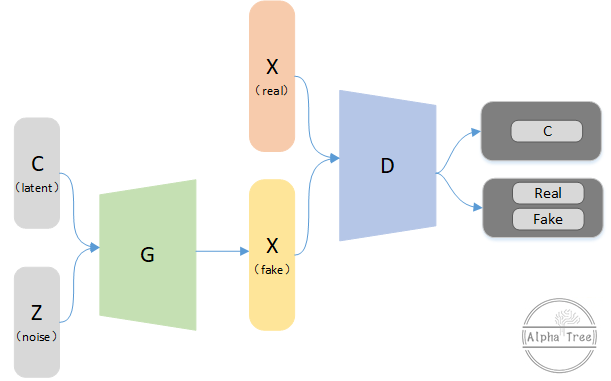 X
（real）
C
（latent）
G
X
（fake）
D
C
Real
Fake
Z
（noise）
Alpha Tree